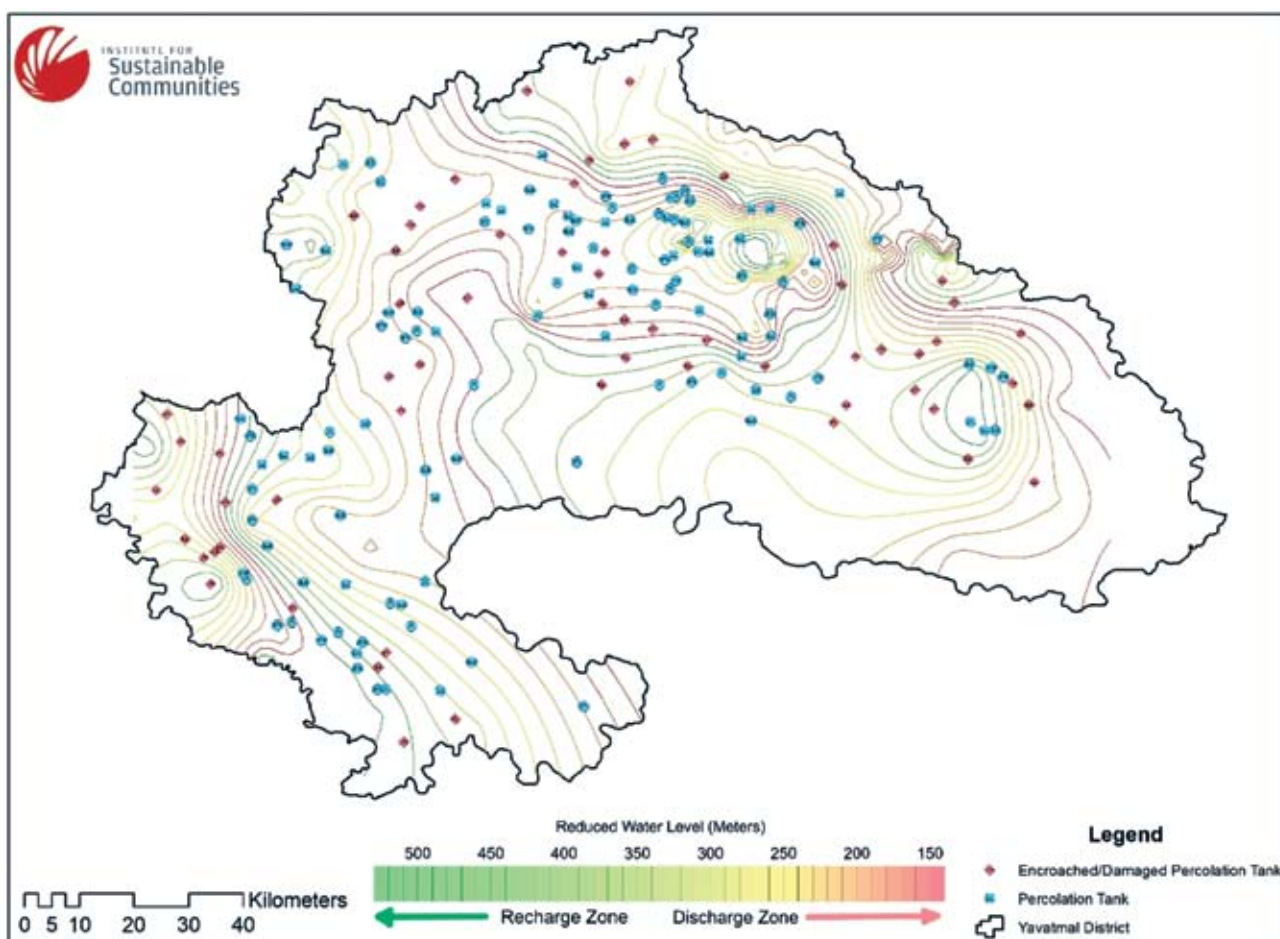 INSTITUTE FOR
Sustainable
Communities
Reduced Water Level (Meters)
500 450 400 350 300 250 200 150
Recharge Zone Discharge Zone
Kilometers
0 5 10 20 30 40
Legend
Encroached/Damaged Percolation Tank
Percolation Tank
Yavatmal District